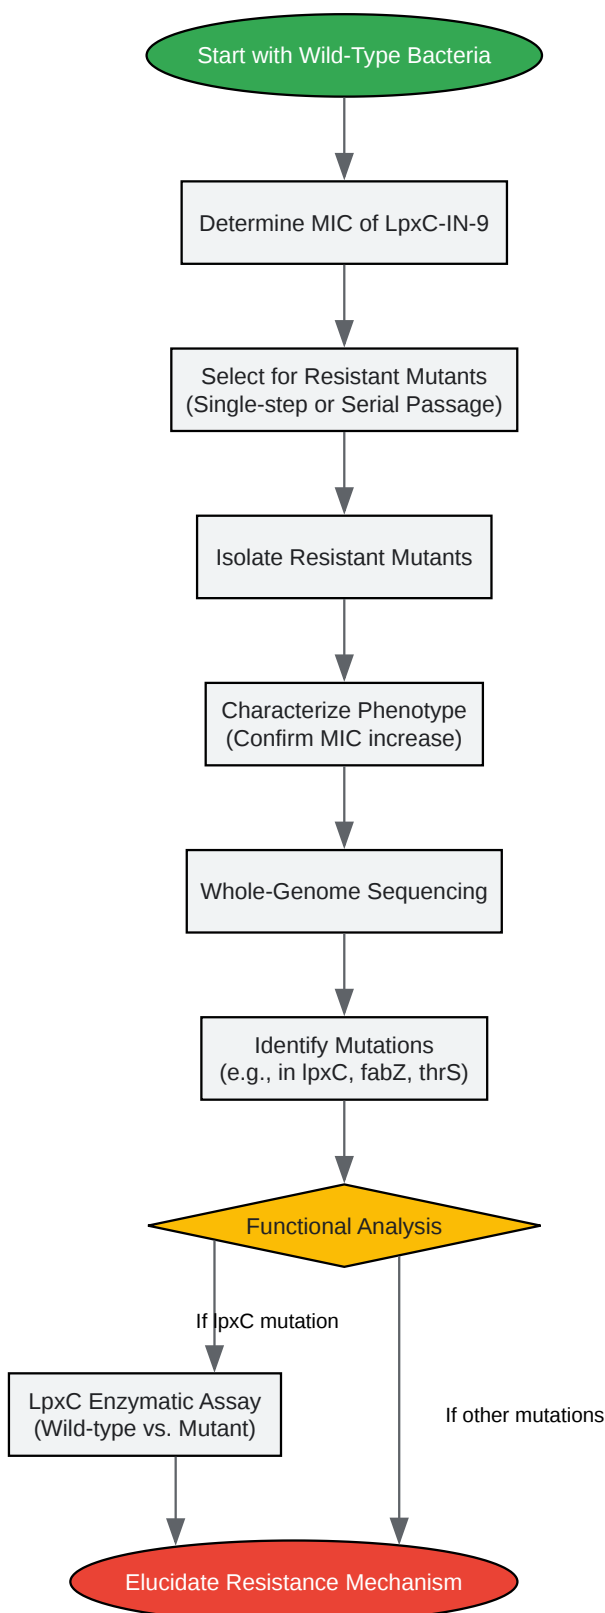 Start with Wild-Type Bacteria
Determine MIC of LpxC-IN-9
Select for Resistant Mutants
(Single-step or Serial Passage)
Isolate Resistant Mutants
Characterize Phenotype
(Confirm MIC increase)
Whole-Genome Sequencing
Identify Mutations
(e.g., in lpxC, fabZ, thrS)
Functional Analysis
If lpxC mutation
LpxC Enzymatic Assay
(Wild-type vs. Mutant)
If other mutations
Elucidate Resistance Mechanism